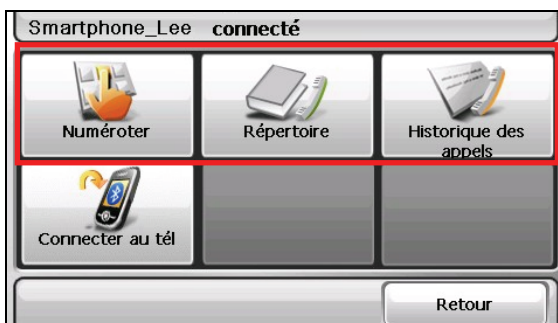 Smartphone_Lee connecté
Numéroter
Répertoire
Historique des
appels
Connecter au tél
Retour